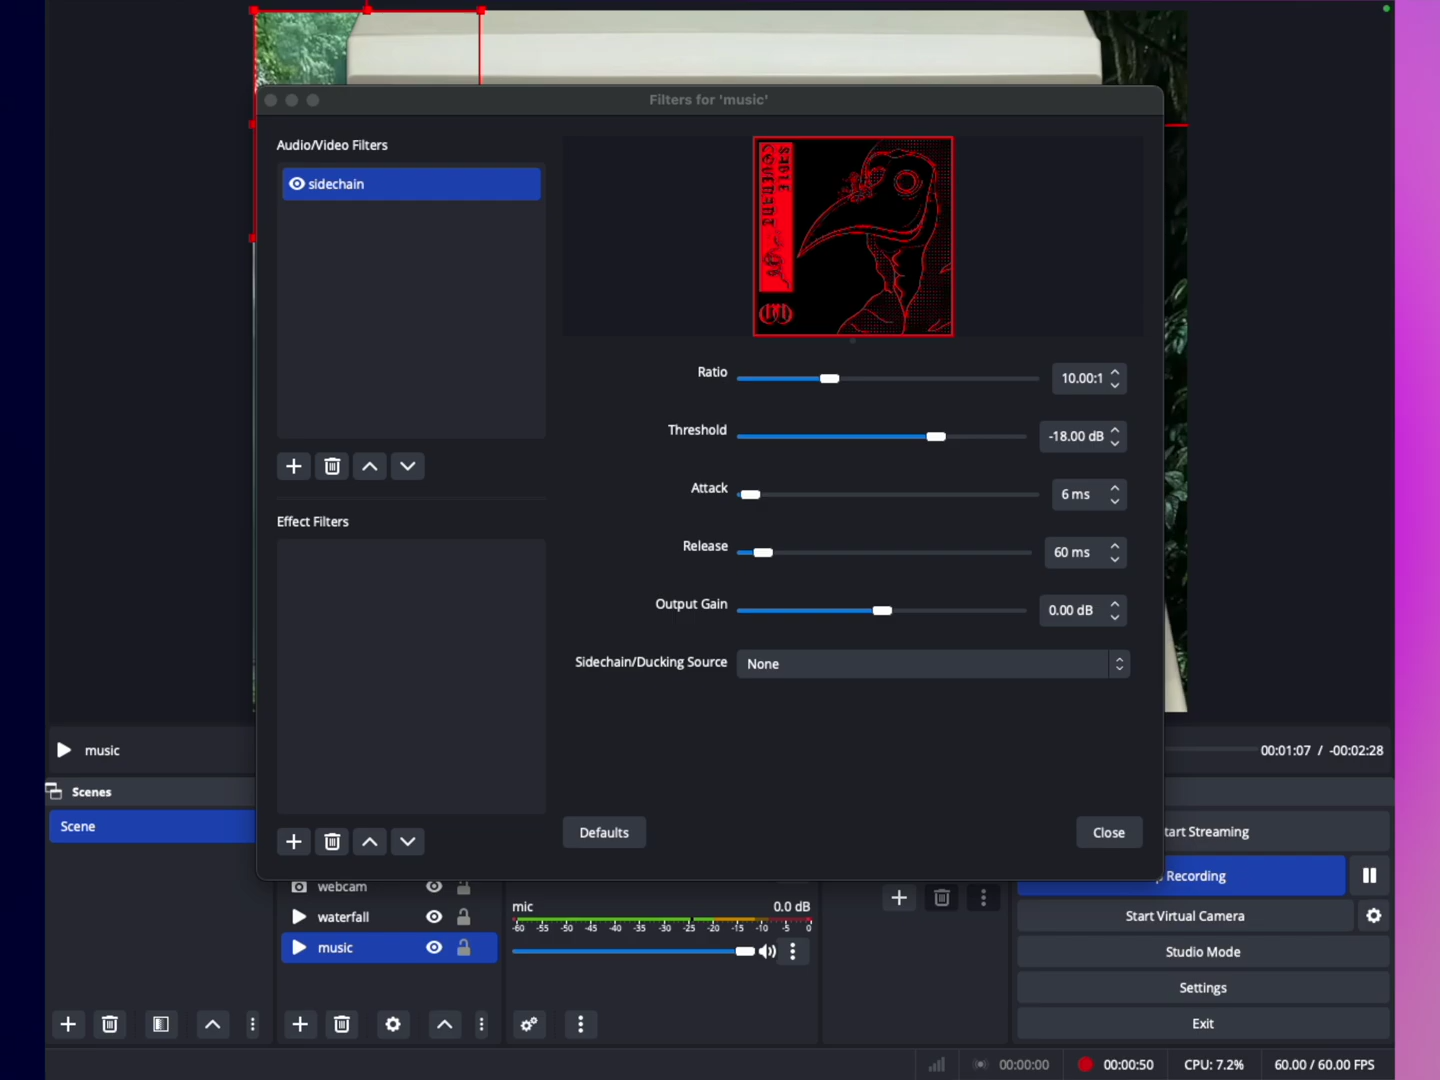 Filters for 'music'
Audio/Video Filters
sidechain
Effect Filters
Ratio
10.00:1
Threshold
-18.00 dB
Attack
6 ms
Release
60 ms
Output Gain
0.00 dB
Sidechain/Ducking Source
None
Defaults
Close
music
00:01:07 / -00:02:28
Scenes
Scene
webcam
waterfall
music
mic
0.0 dB
-60 -55 -50 -45 -40 -35 -30 -25 -20 -15 -10 -5 0
tart Streaming
Recording
Start Virtual Camera
Studio Mode
Settings
Exit
00:00:00
00:00:50
CPU: 7.2%
60.00 / 60.00 FPS